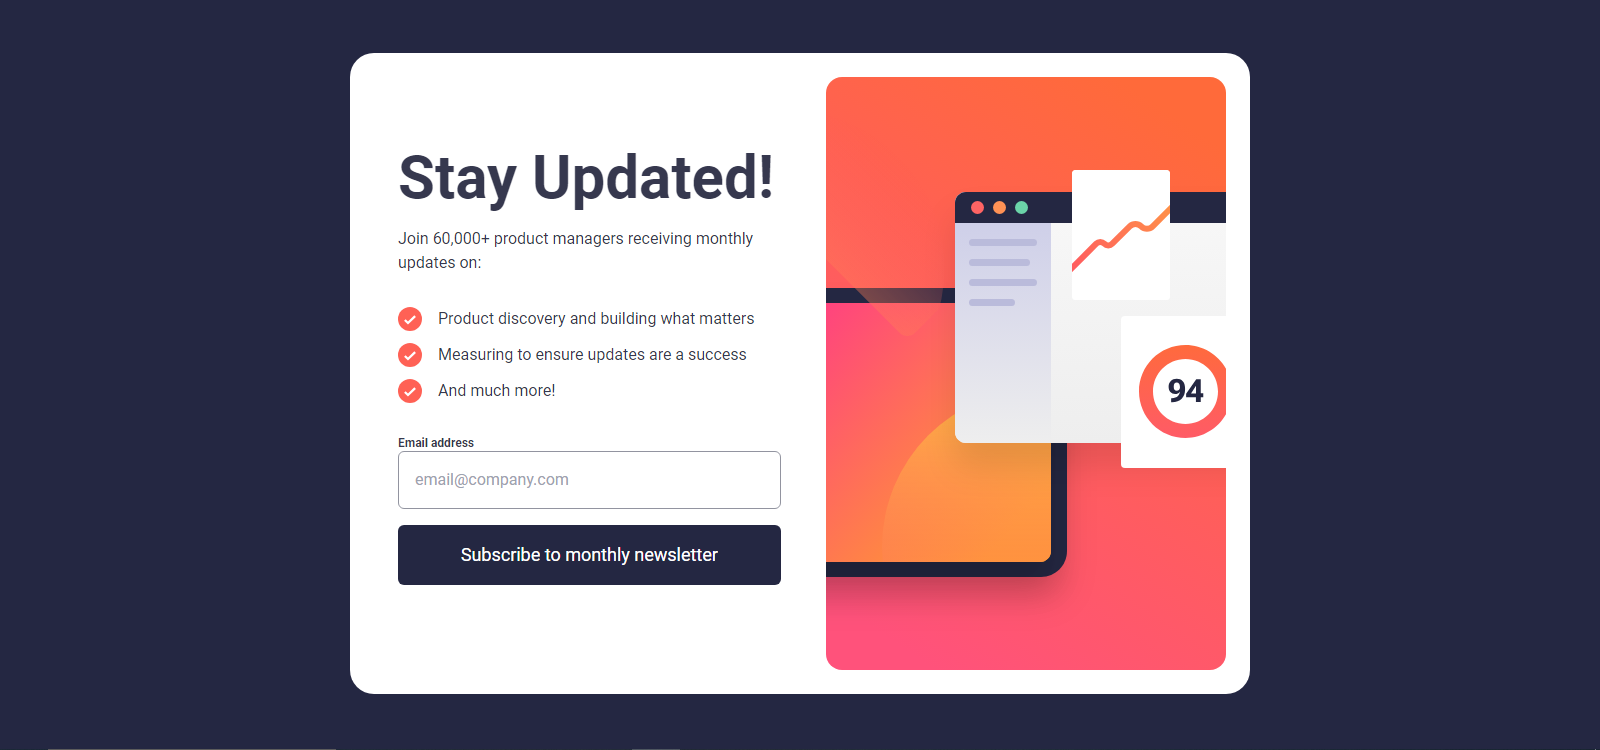 Stay Updated!
Join 60,000+ product managers receiving monthly
updates on:
Product discovery and building what matters
Measuring to ensure updates are a success
And much more!
Email address
email@company.com
Subscribe to monthly newsletter
94